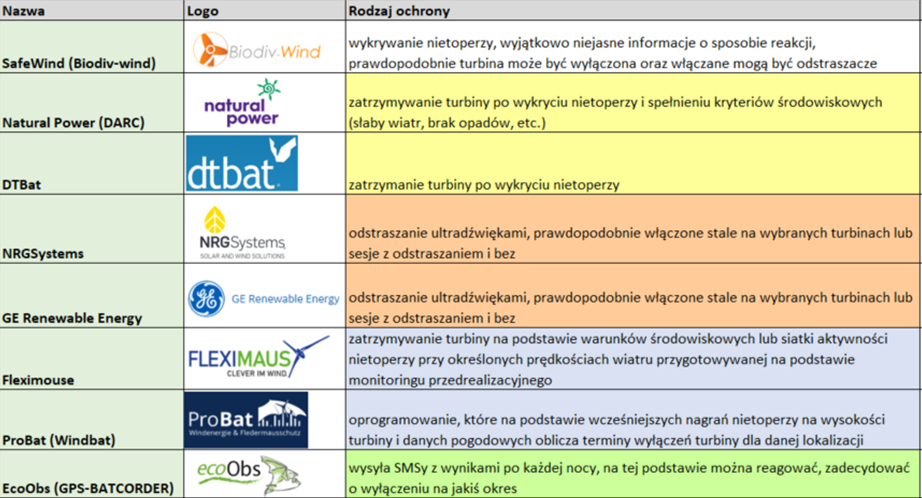 Nazwa Logo Rodzaj ochrony
SafeWind (Biodiv-wind)
Biodiv-Wind
wykrywanie nietoperzy, wyjątkowo niejasne informacje o sposobie reakcji,
prawdopodobnie turbina może być wyłączona oraz włączane mogą być odstraszacze
Natural Power (DARC)
natural
power
zatrzymywanie turbiny po wykryciu nietoperzy i spełnieniu kryteriów środowiskowych
(słaby wiatr, brak opadów, etc.)
DTBat
dtbat
zatrzymanie turbiny po wykryciu nietoperzy
NRGSystems
NRGSystems
SOLAR AND WIND SOLUTIONS
odstraszanie ultradźwiękami, prawdopodobnie włączone stale na wybranych turbinach lub
sesje z odstraszaniem i bez
GE Renewable Energy
GE Renewable Energy
odstraszanie ultradźwiękami, prawdopodobnie włączone stale na wybranych turbinach lub
sesje z odstraszaniem i bez
Fleximouse
FLEXIMAUS
CLEVER IM WIND.
zatrzymywanie turbiny na podstawie warunków środowiskowych lub siatki aktywności
nietoperzy przy określonych prędkościach wiatru przygotowywanej na podstawie
monitoringu przedrealizacyjnego
ProBat (Windbat)
ProBat
Windenergie & Fledermausschutz
oprogramowanie, które na podstawie wcześniejszych nagrań nietoperzy na wysokości
turbiny i danych pogodowych oblicza terminy wyłączeń turbiny dla danej lokalizacji
EcoObs (GPS-BATCORDER)
ecoObs
wysyła SMSy z wynikami po każdej nocy, na tej podstawie można reagować, zadecydować
o wyłączeniu na jakiś okres